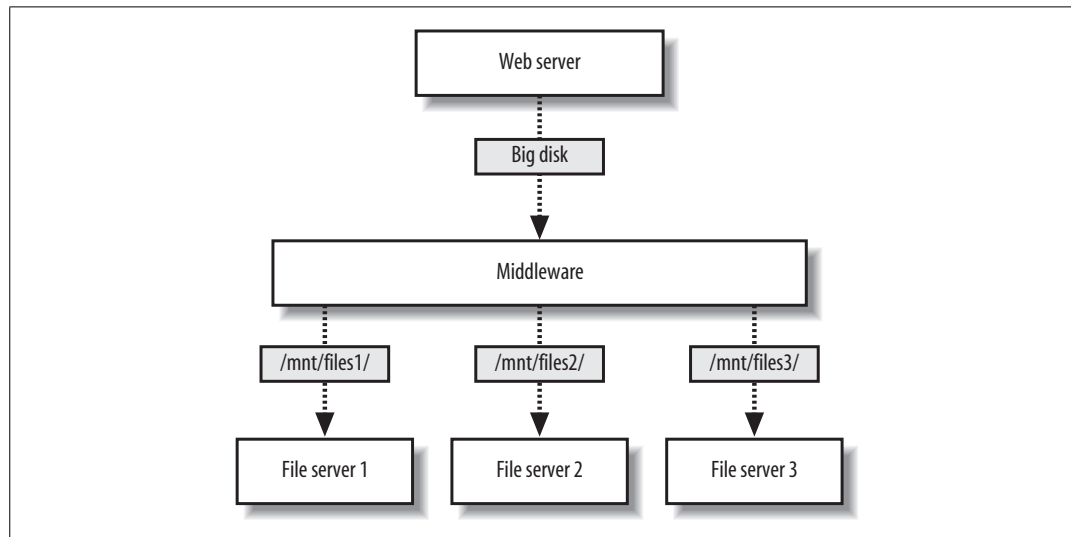 Web server
Big disk
Middleware
/mnt/files1/
/mnt/files2/
/mnt/files3/
File server 1
File server 2
File server 3